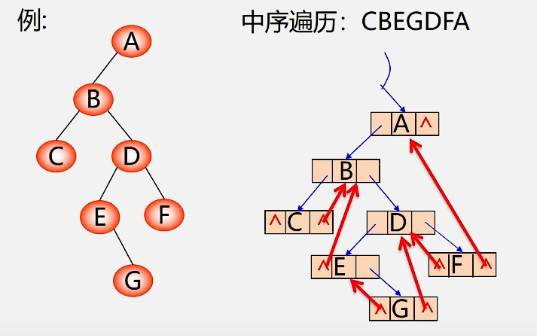 例:
中序遍历：CBEGDFA
A
B
C
D
E
F
G
A ^
B
^ C ^
D
^ E
^ F ^
^ G ^